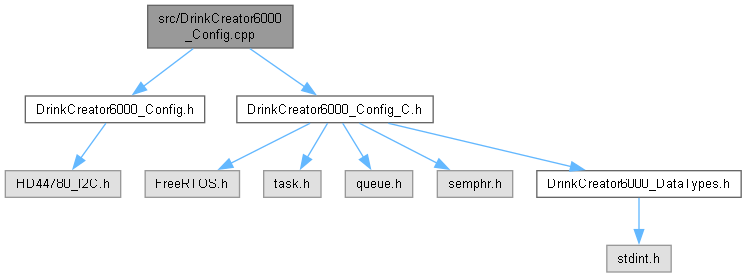 src/DrinkCreator6000
_Config.cpp
DrinkCreator6000_Config.h
DrinkCreator6000_Config_C.h
HD44780_I2C.h
FreeRTOS.h
task.h
queue.h
semphr.h
DrinkCreator6000_DataTypes.h
stdint.h